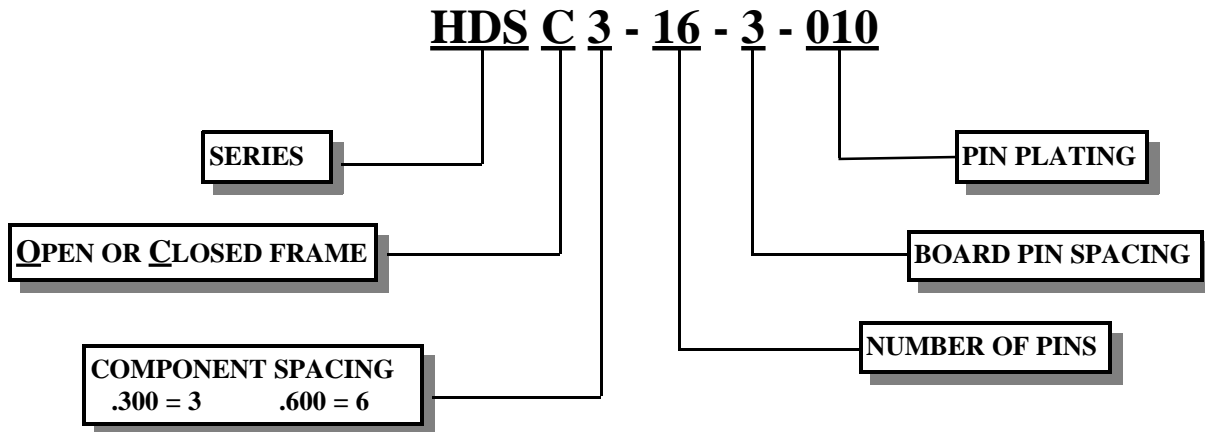 HDS C 3 - 16 - 3 - 010
SERIES
PIN PLATING
OPEN OR CLOSED FRAME
BOARD PIN SPACING
NUMBER OF PINS
COMPONENT SPACING
.300 = 3 .600 = 6